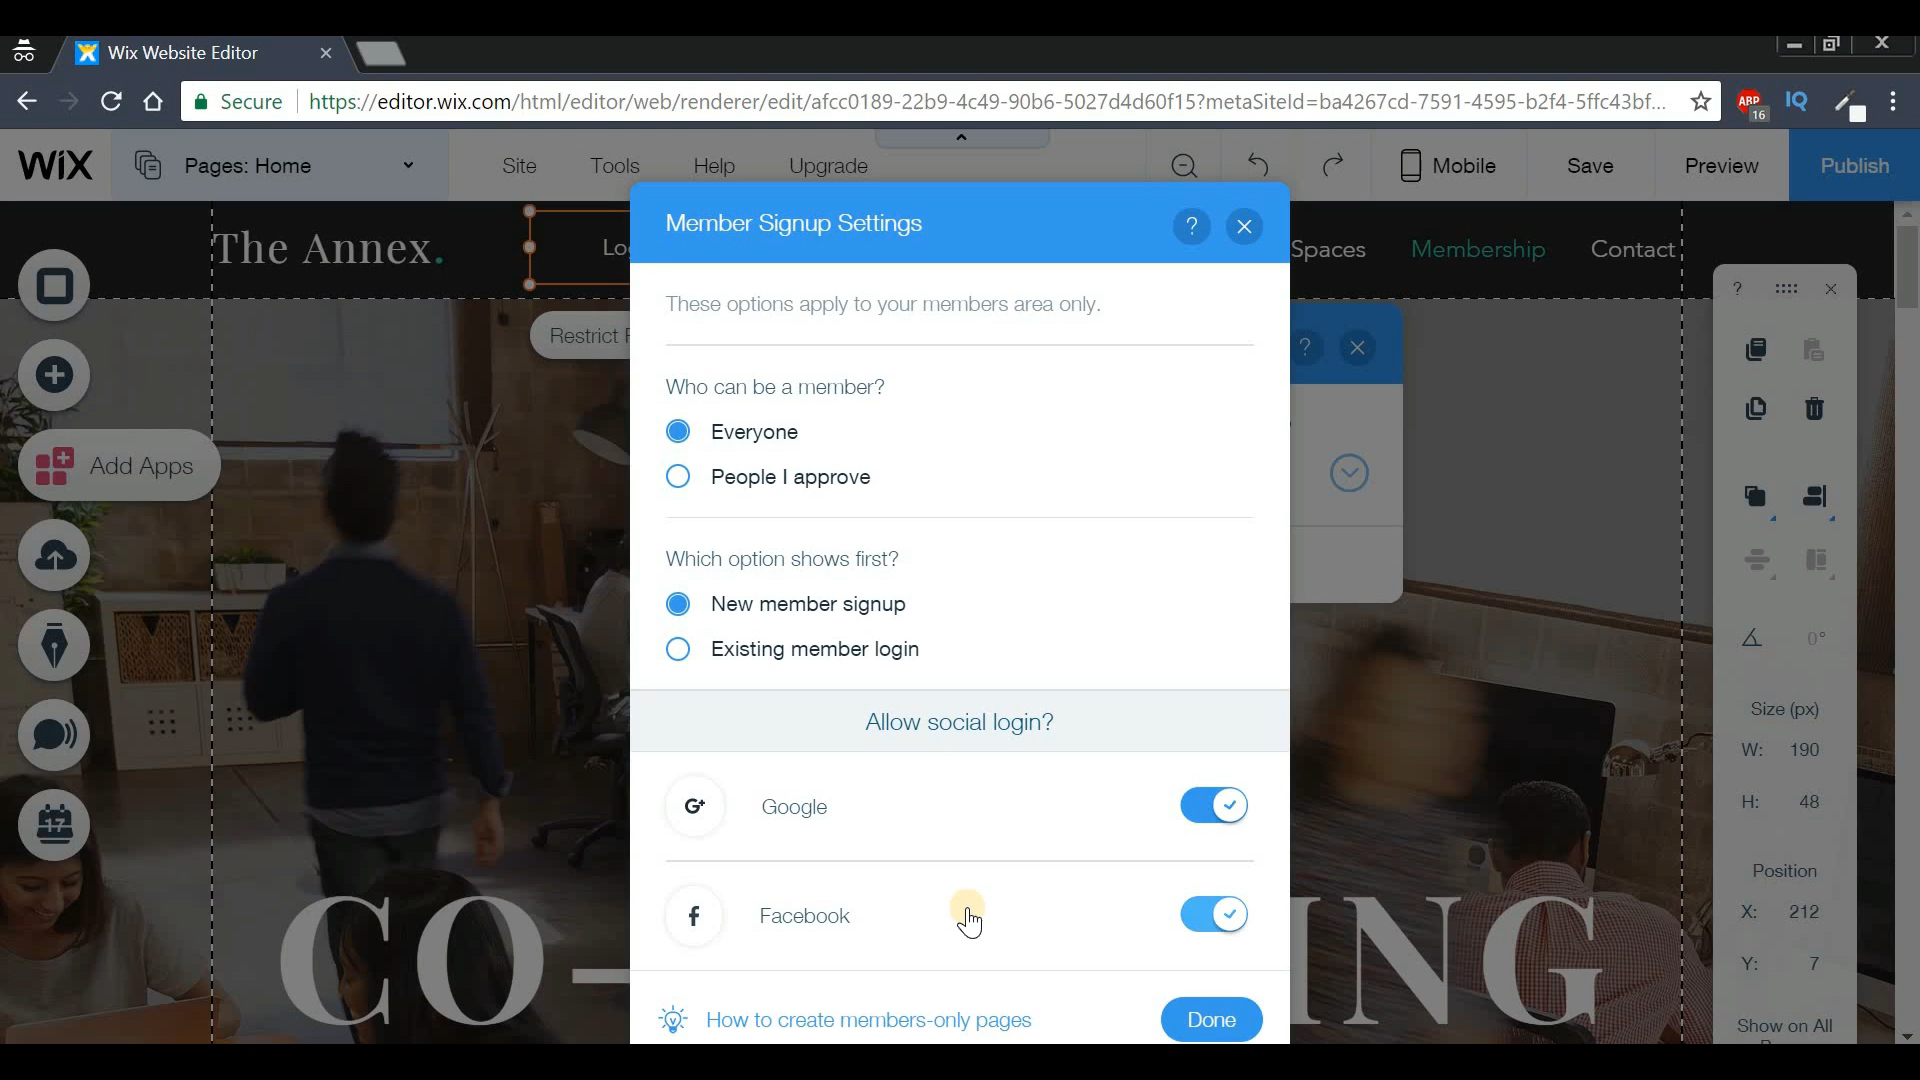 Wix Website Editor
Secure
https://editor.wix.com/html/editor/web/renderer/edit/afcc0189-22b9-4c49-90b6-5027d4d60f15?metaSiteId=ba4267cd-7591-4595-b2f4-5ffc43bf...
ABP
16
IQ
WiX
Pages: Home
Site
Tools
Help
Upgrade
Mobile
Save
Preview
Publish
The Annex.
Spaces
Membership
Contact
Member Signup Settings
?
These options apply to your members area only.
Restrict
Who can be a member?
Everyone
People I approve
Which option shows first?
New member signup
Existing member login
Allow social login?
G+
Google
f
Facebook
How to create members-only pages
Done
Add Apps
17
CO-
ING
?
?
0°
Size (px)
W: 190
H: 48
Position
X: 212
Y: 7
Show on All